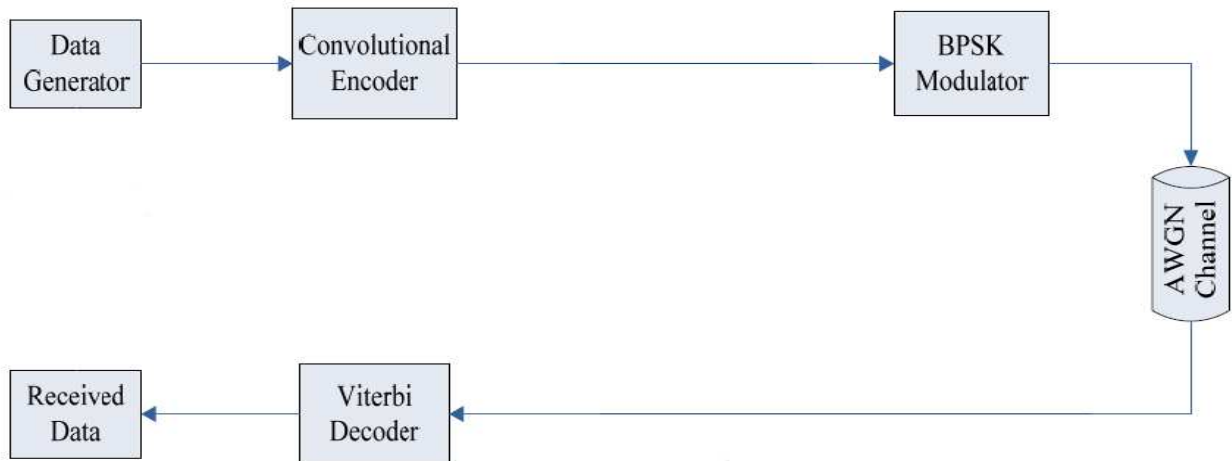 Data
Generator
Convolutional
Encoder
BPSK
Modulator
AWGN
Channel
Viterbi
Decoder
Received
Data